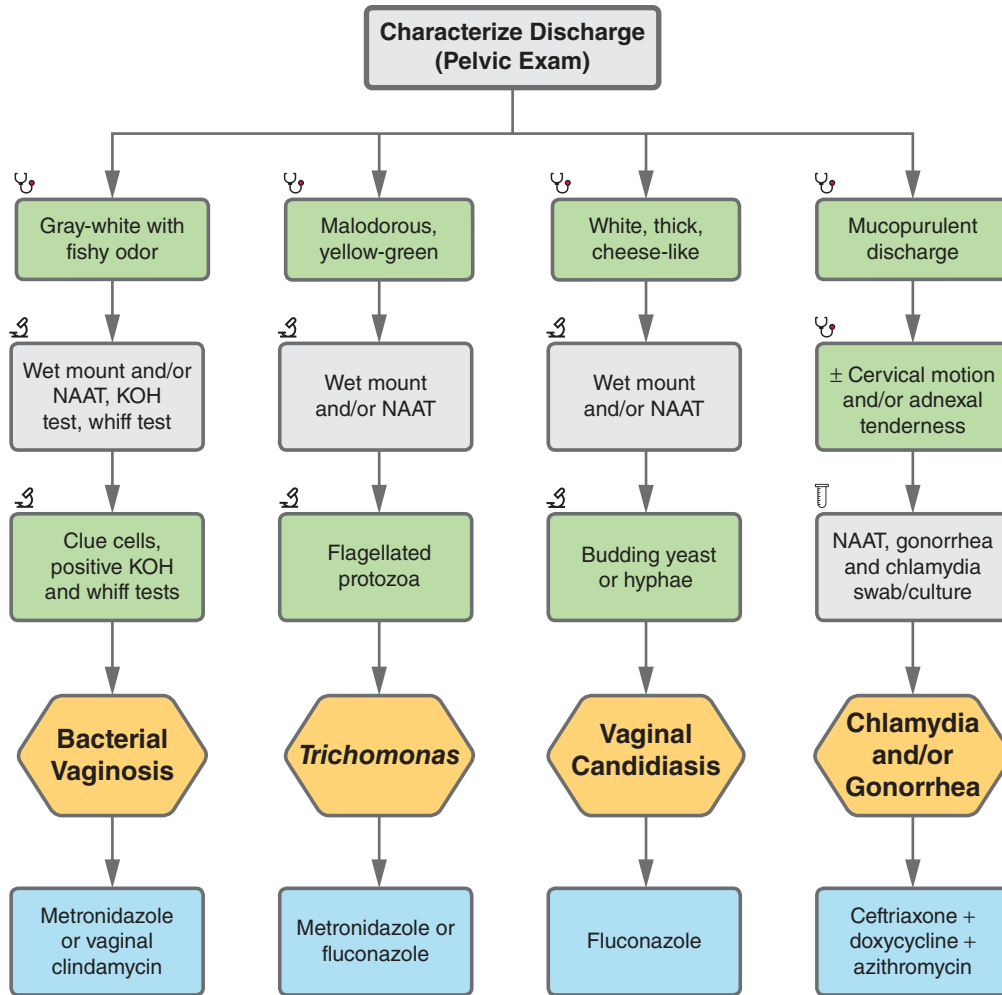 Characterize Discharge
(Pelvic Exam)
Gray-white with
fishy odor
Malodorous,
yellow-green
White, thick,
cheese-like
Mucopurulent
discharge
Wet mount and/or
NAAT, KOH
test, whiff test
Wet mount
and/or NAAT
Wet mount
and/or NAAT
± Cervical motion
and/or adnexal
tenderness
Clue cells,
positive KOH
and whiff tests
Flagellated
protozoa
Budding yeast
or hyphae
NAAT, gonorrhea
and chlamydia
swab/culture
Bacterial
Vaginosis
Trichomonas
Vaginal
Candidiasis
Chlamydia
and/or
Gonorrhea
Metronidazole
or vaginal
clindamycin
Metronidazole or
fluconazole
Fluconazole
Ceftriaxone +
doxycycline +
azithromycin